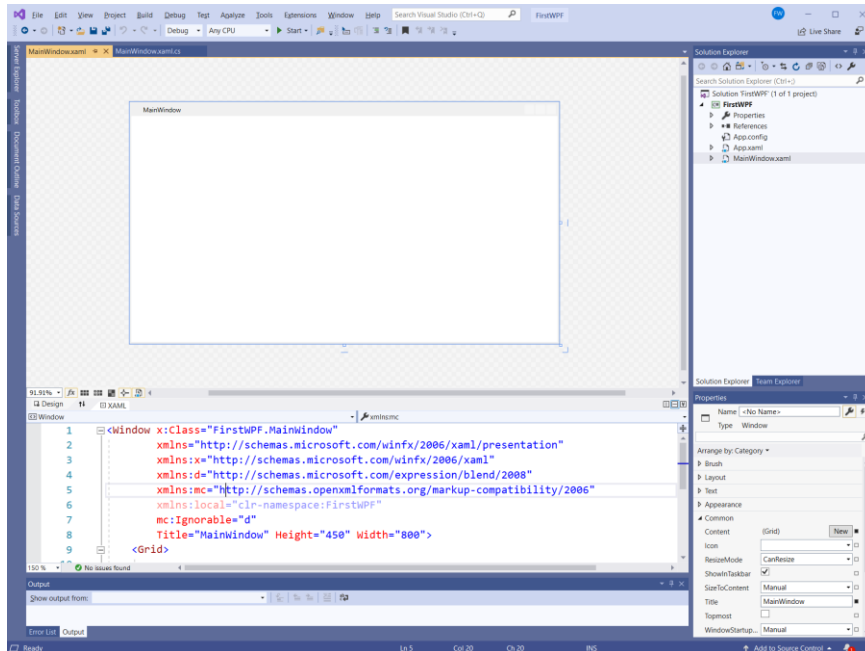 File Edit View Project Build Debug Test Analyze Tools Extensions Window Help Search Visual Studio (Ctrl+Q) FirstWPF FW
Debug Any CPU Start Live Share
MainWindow.xaml MainWindow.xaml.cs
Server Explorer
Toolbox
Document Outline
Data Sources
MainWindow
91.91% fx
Design XAML
Window xmlns:mc
1 <Window x:Class="FirstWPF.MainWindow"
2 xmlns="http://schemas.microsoft.com/winfx/2006/xaml/presentation"
3 xmlns:x="http://schemas.microsoft.com/winfx/2006/xaml"
4 xmlns:d="http://schemas.microsoft.com/expression/blend/2008"
5 xmlns:mc="http://schemas.openxmlformats.org/markup-compatibility/2006"
6 xmlns:local="clr-namespace:FirstWPF"
7 mc:Ignorable="d"
8 Title="MainWindow" Height="450" Width="800">
9 <Grid>
150 % No issues found
Output
Show output from:
Error List Output
Solution Explorer
Search Solution Explorer (Ctrl+;)
Solution 'FirstWPF' (1 of 1 project)
FirstWPF
Properties
References
App.config
App.xaml
MainWindow.xaml
Solution Explorer Team Explorer
Properties
Name <No Name>
Type Window
Arrange by: Category
Brush
Layout
Text
Appearance
Common
Content (Grid) New
Icon
ResizeMode CanResize
ShowInTaskbar
SizeToContent Manual
Title MainWindow
Topmost
WindowStartup... Manual
Ready Ln 5 Col 20 Ch 20 INS Add to Source Control